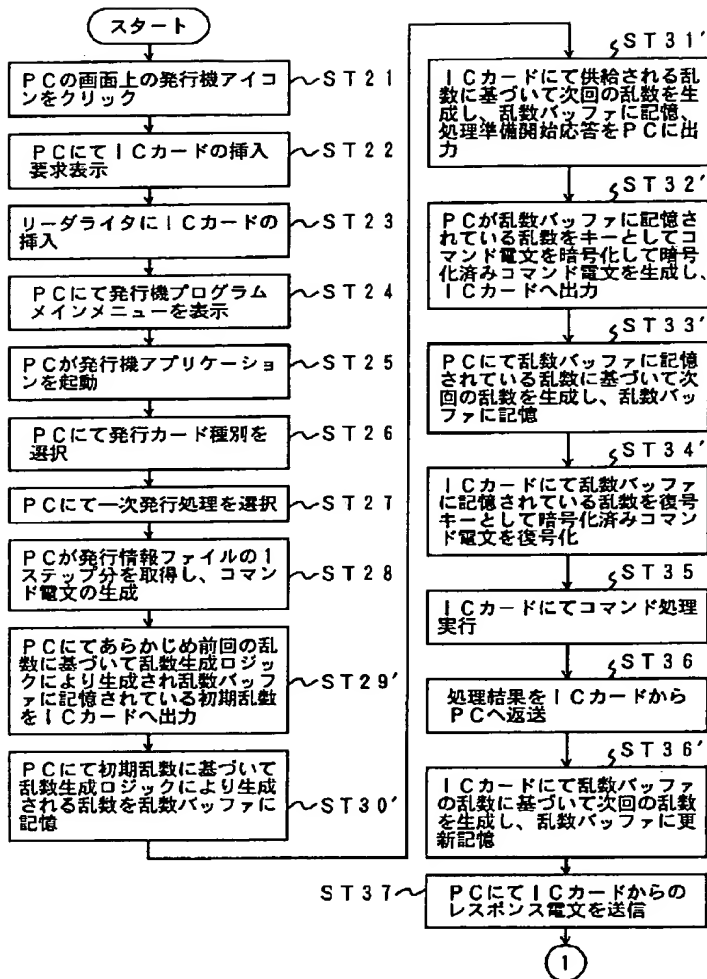 スタート
PCの画面上の発行機アイコ
ンをクリック
ST21
PCにてICカードの挿入
要求表示
ST22
リーダライタにICカードの
挿入
ST23
PCにて発行機プログラム
メインメニューを表示
ST24
PCが発行機アプリケーショ
ンを起動
ST25
PCにて発行カード種別を
選択
ST26
PCにて一次発行処理を選択
ST27
PCが発行情報ファイルの1
ステップ分を取得し、コマン
ド電文の生成
ST28
PCにてあらかじめ前回の乱
数に基づいて乱数生成ロジッ
クにより生成され乱数バッフ
ァに記憶されている初期乱数
をICカードへ出力
ST29'
PCにて初期乱数に基づいて
乱数生成ロジックにより生成
される乱数を乱数バッファに
記憶
ST30'
ST31'
ICカードにて供給される乱
数に基づいて次回の乱数を生
成し、乱数バッファに記憶、
処理準備開始応答をPCに出
力
ST32'
PCが乱数バッファに記憶さ
れている乱数をキーとしてコ
マンド電文を暗号化して暗号
化済みコマンド電文を生成し、
ICカードへ出力
ST33'
PCにて乱数バッファに記憶
されている乱数に基づいて次
回の乱数を生成し、乱数バッ
ファに記憶
ST34'
ICカードにて乱数バッファ
に記憶されている乱数を復号
キーとして暗号化済みコマン
ド電文を復号化
ST35
ICカードにてコマンド処理
実行
ST36
処理結果をICカードから
PCへ返送
ST36'
ICカードにて乱数バッファ
の乱数に基づいて次回の乱数
を生成し、乱数バッファに更
新記憶
ST37
PCにてICカードからの
レスポンス電文を送信
1